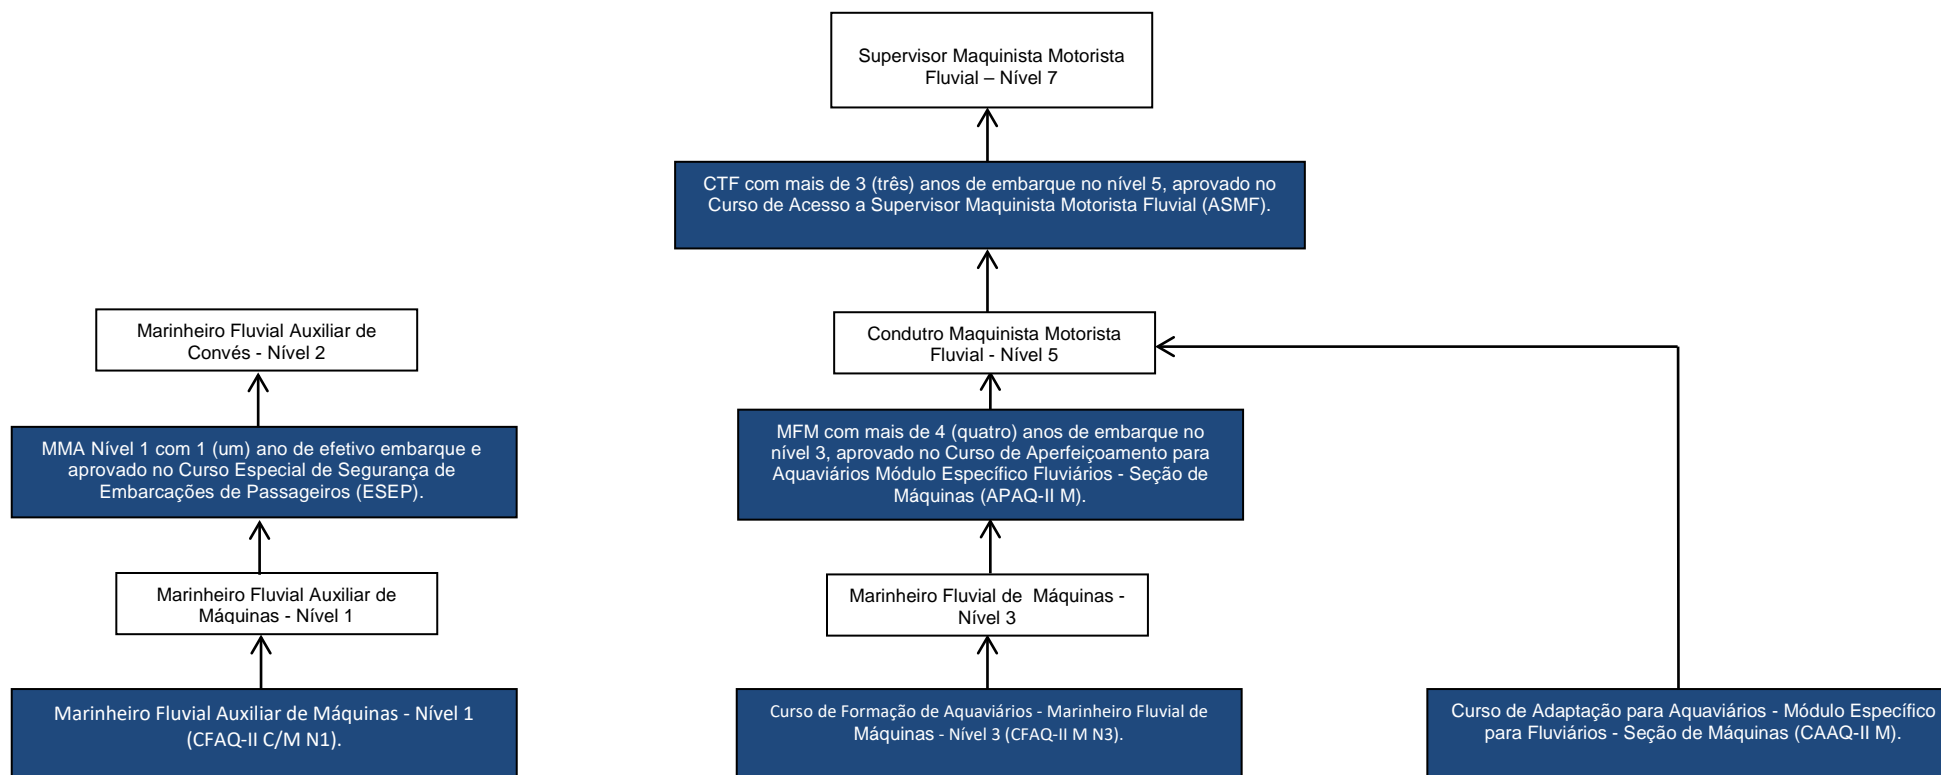 Supervisor Maquinista Motorista
Fluvial – Nível 7
CTF com mais de 3 (três) anos de embarque no nível 5, aprovado no
Curso de Acesso a Supervisor Maquinista Motorista Fluvial (ASMF).
Marinheiro Fluvial Auxiliar de
Convés - Nível 2
Condutro Maquinista Motorista
Fluvial - Nível 5
MMA Nível 1 com 1 (um) ano de efetivo embarque e
aprovado no Curso Especial de Segurança de
Embarcações de Passageiros (ESEP).
MFM com mais de 4 (quatro) anos de embarque no
nível 3, aprovado no Curso de Aperfeiçoamento para
Aquaviários Módulo Específico Fluviários - Seção de
Máquinas (APAQ-II M).
Marinheiro Fluvial Auxiliar de
Máquinas - Nível 1
Marinheiro Fluvial de Máquinas -
Nível 3
Marinheiro Fluvial Auxiliar de Máquinas - Nível 1
(CFAQ-II C/M N1).
Curso de Formação de Aquaviários - Marinheiro Fluvial de
Máquinas - Nível 3 (CFAQ-II M N3).
Curso de Adaptação para Aquaviários - Módulo Específico
para Fluviários - Seção de Máquinas (CAAQ-II M).